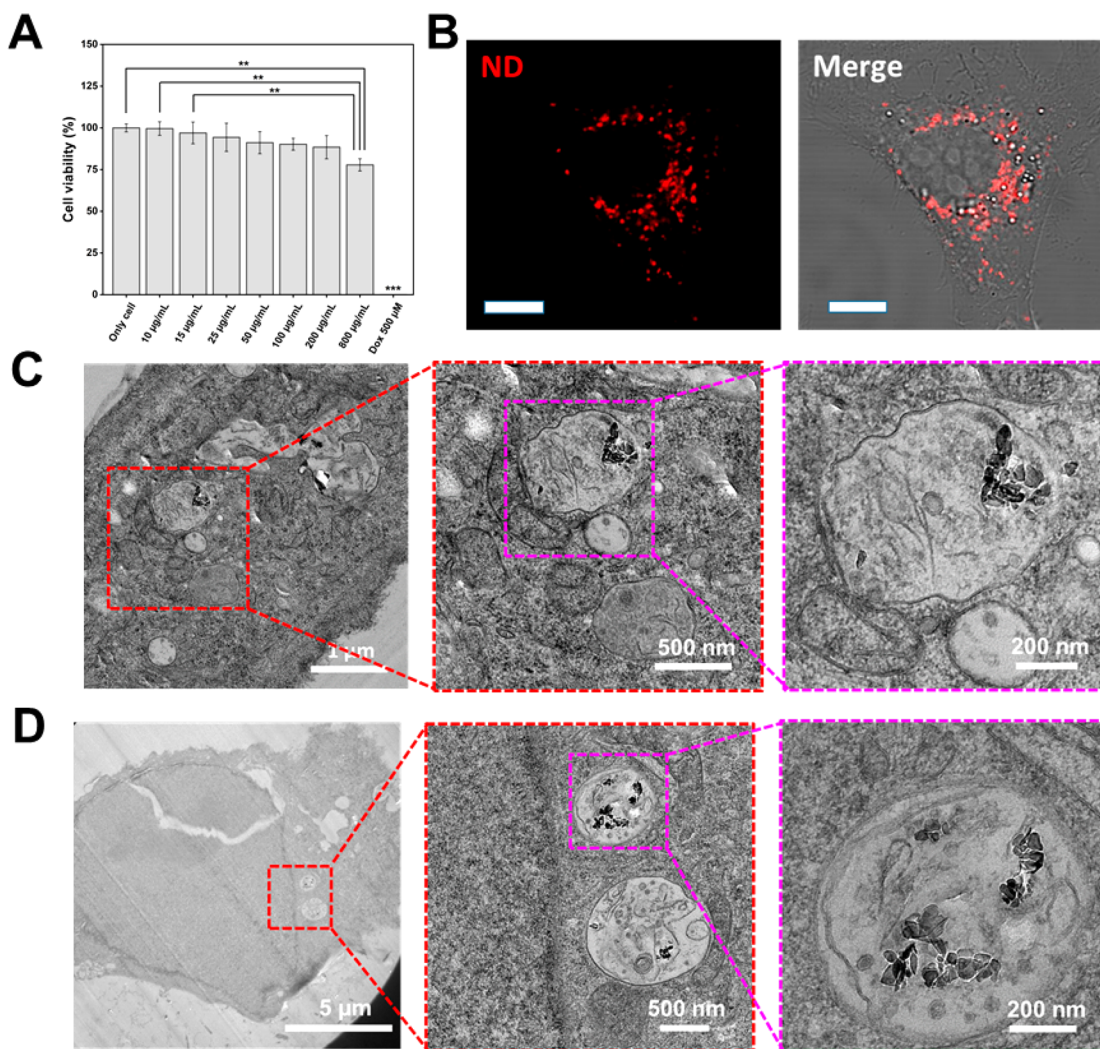 A
150
125
100
75
50
25
0
Cell viability (%)
**
**
**
***
Only cell
10 µg/mL
15 µg/mL
25 µg/mL
50 µg/mL
100 µg/mL
200 µg/mL
800 µg/mL
Dox 500 µM
B
ND
Merge
C
1 µm
500 nm
200 nm
D
5 µm
500 nm
200 nm